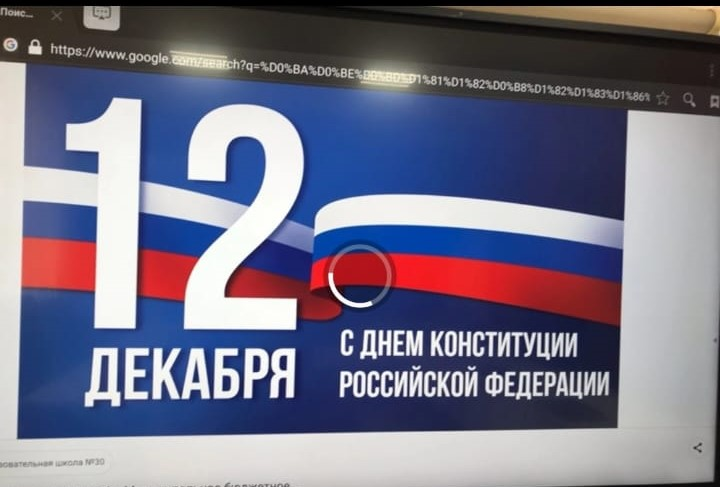 Поис...
https://www.google.com/search?q=%D0%BA%D0%BE%D0%BD%D1%81%D1%82%D0%B8%D1%82%D1%83%D1%86%
12
ДЕКАБРЯ
С ДНЕМ КОНСТИТУЦИИ
РОССИЙСКОЙ ФЕДЕРАЦИИ
зовательная школа №30